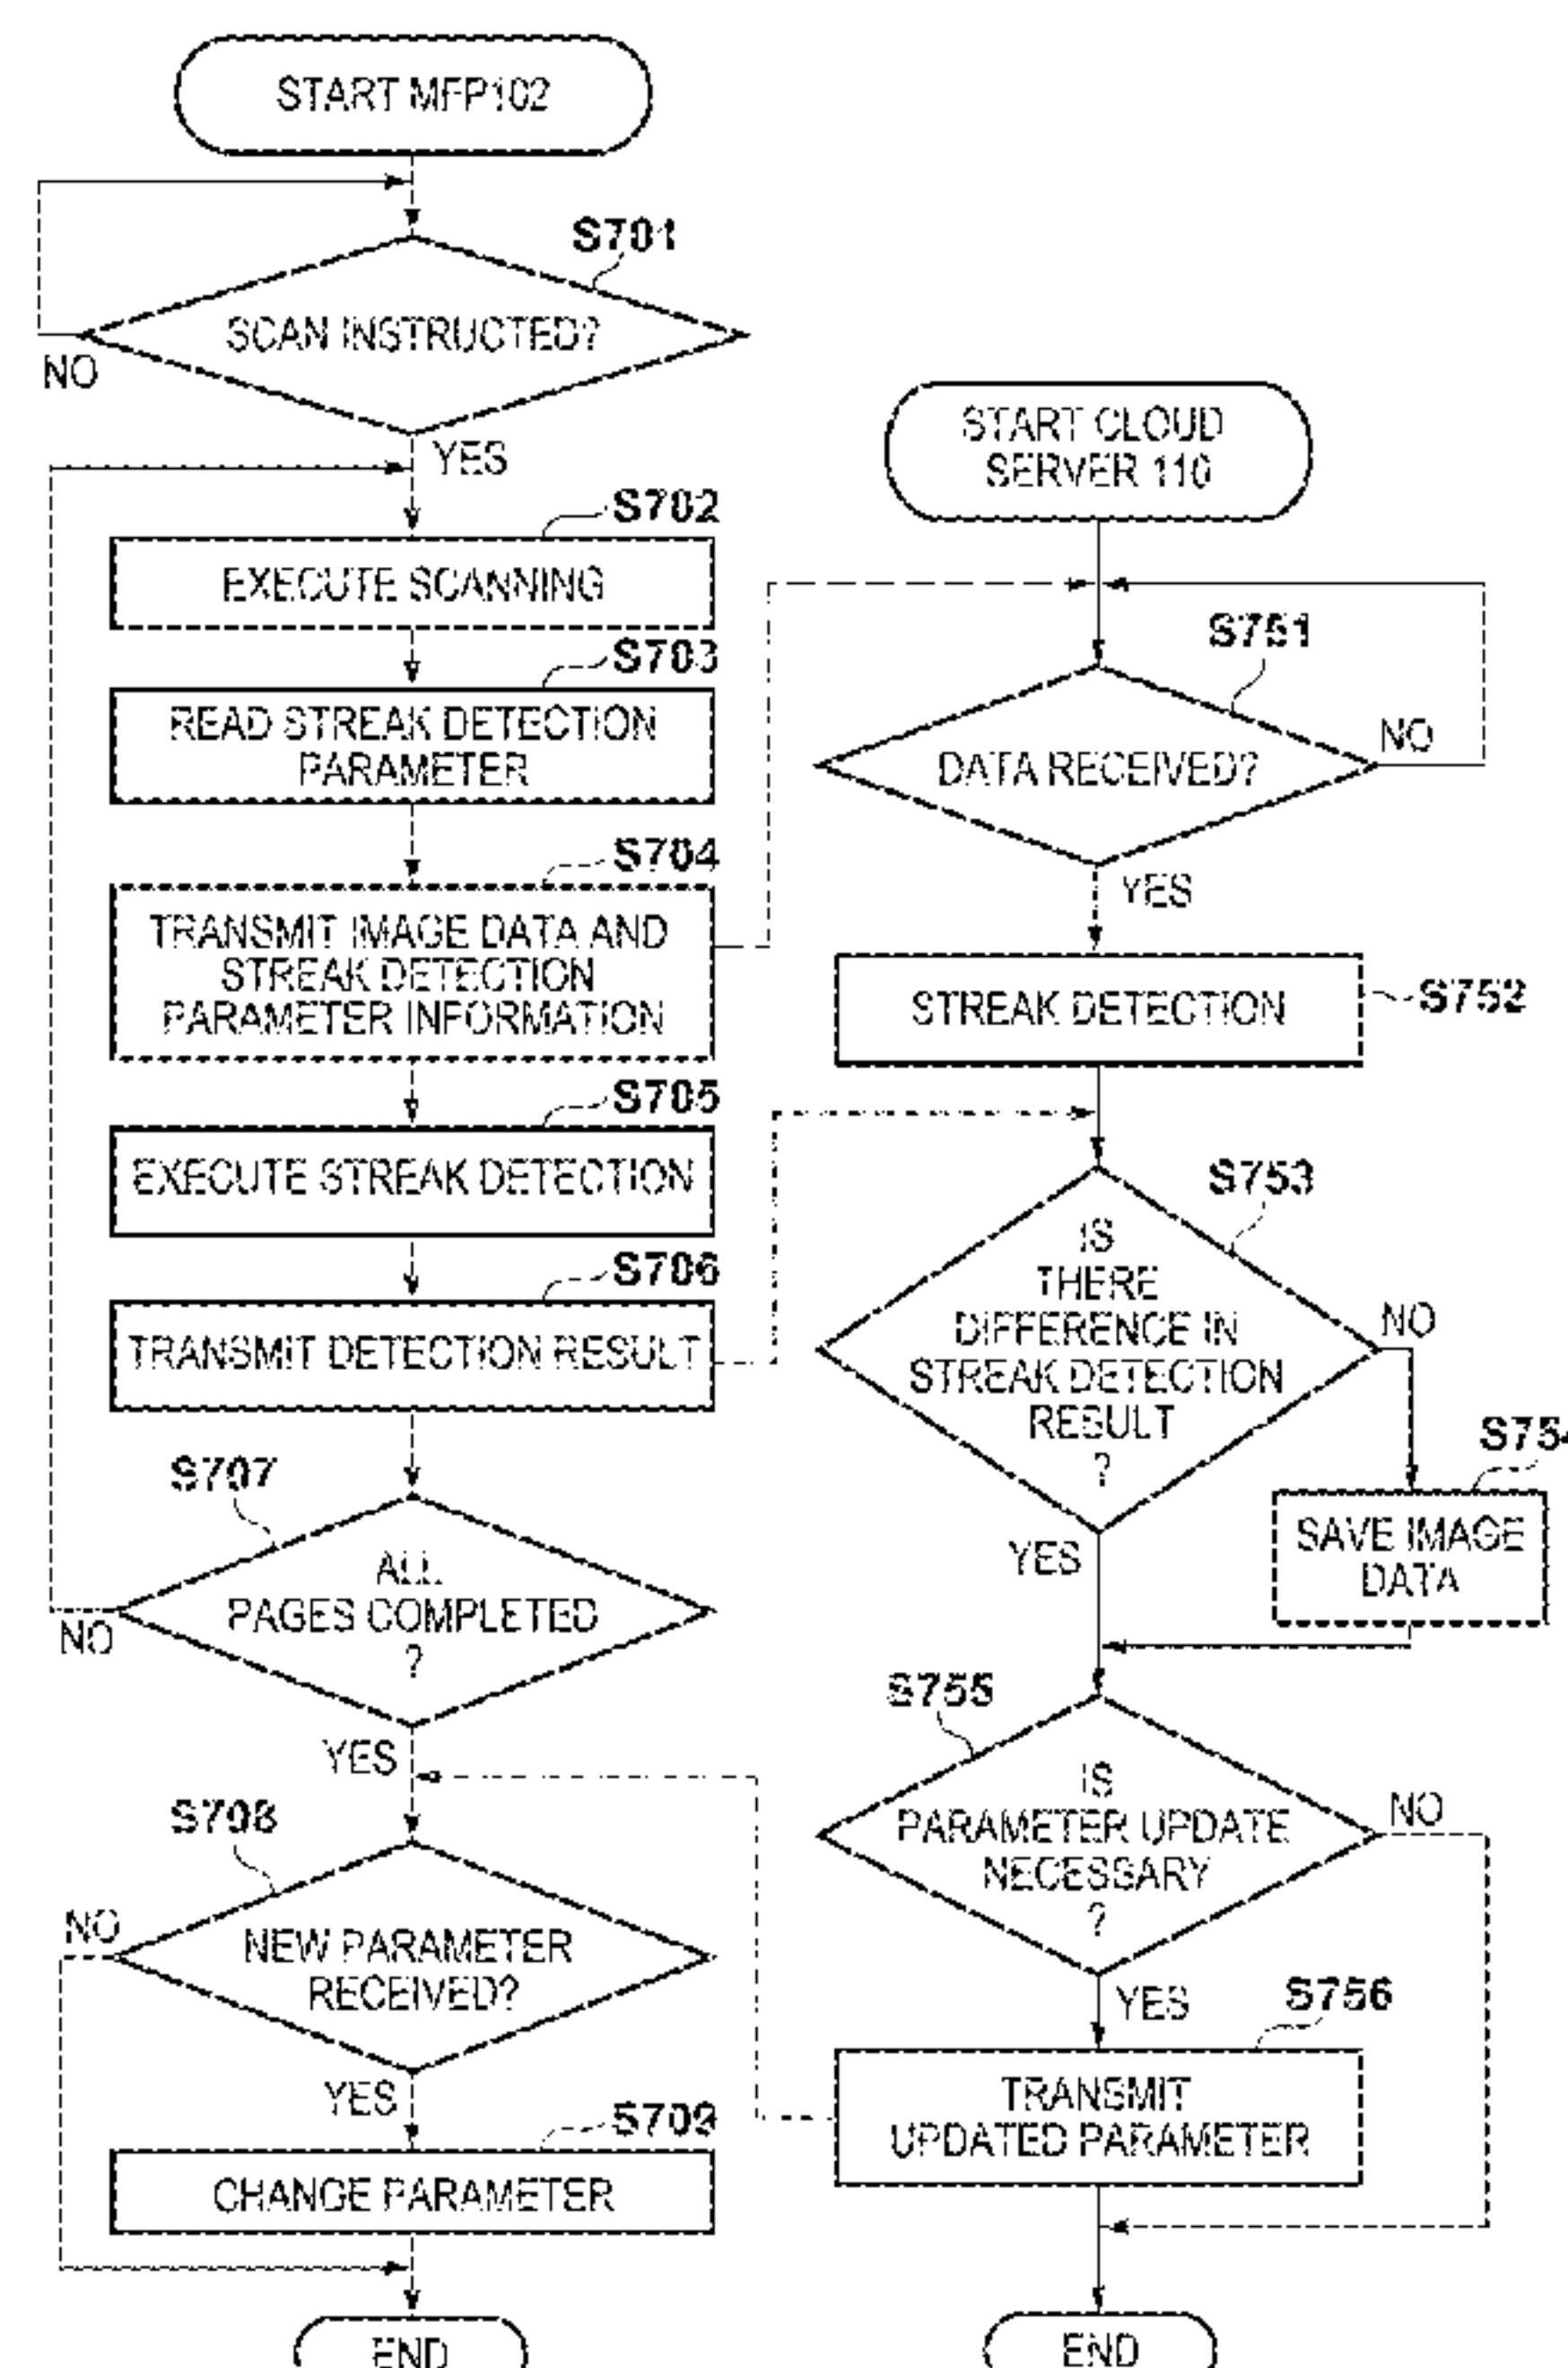 START MFP102
S701
SCAN INSTRUCTED?
NO
YES
S702
EXECUTE SCANNING
S703
READ STREAK DETECTION
PARAMETER
S704
TRANSMIT IMAGE DATA AND
STREAK DETECTION
PARAMETER INFORMATION
S705
EXECUTE STREAK DETECTION
S706
TRANSMIT DETECTION RESULT
S707
ALL
PAGES COMPLETED
?
NO
YES
S708
NO
NEW PARAMETER
RECEIVED?
YES
S709
CHANGE PARAMETER
END
START CLOUD
SERVER 110
S751
DATA RECEIVED?
NO
YES
STREAK DETECTION
S752
S753
IS
THERE
DIFFERENCE IN
STREAK DETECTION
RESULT
?
NO
YES
SAVE IMAGE
DATA
S755
IS
PARAMETER UPDATE
NECESSARY
?
NO
YES
S756
TRANSMIT
UPDATED PARAMETER
END